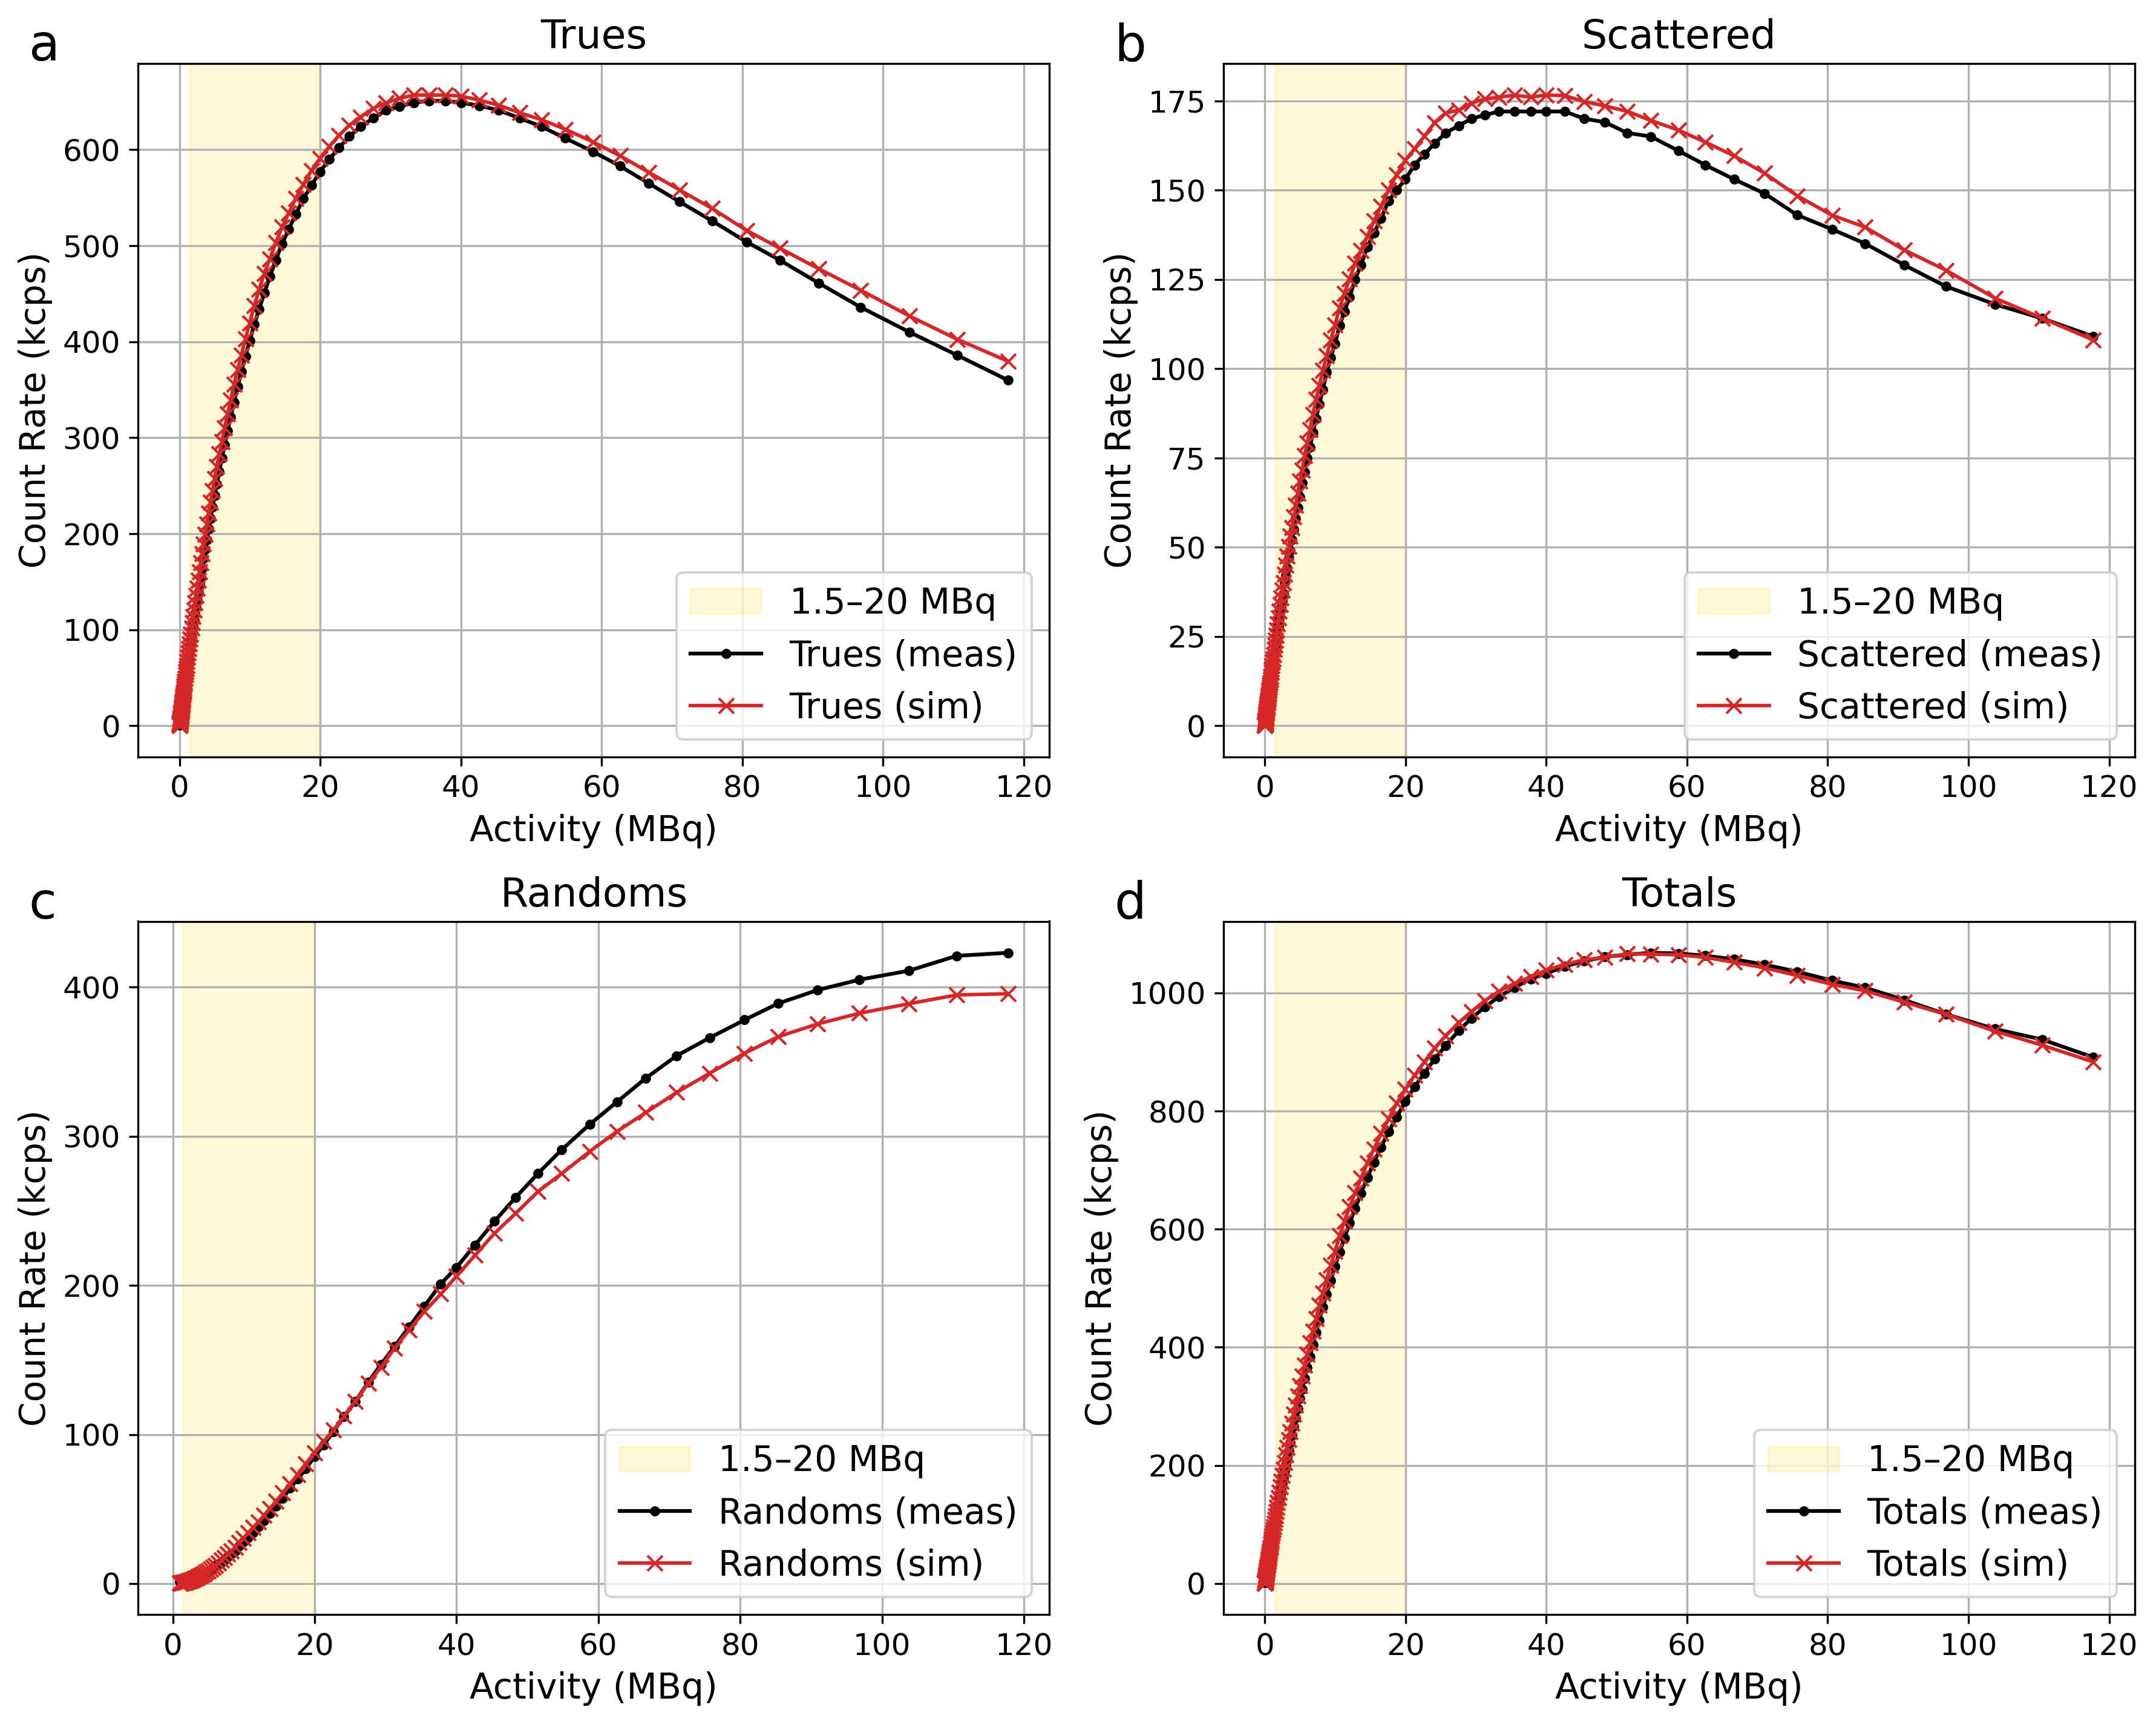 a
Trues
Count Rate (kcps)
600
500
400
300
200
100
0
0 20 40 60 80 100 120
Activity (MBq)
1.5–20 MBq
Trues (meas)
Trues (sim)
b
Scattered
Count Rate (kcps)
175
150
125
100
75
50
25
0
0 20 40 60 80 100 120
Activity (MBq)
1.5–20 MBq
Scattered (meas)
Scattered (sim)
c
Randoms
Count Rate (kcps)
400
300
200
100
0
0 20 40 60 80 100 120
Activity (MBq)
1.5–20 MBq
Randoms (meas)
Randoms (sim)
d
Totals
Count Rate (kcps)
1000
800
600
400
200
0
0 20 40 60 80 100 120
Activity (MBq)
1.5–20 MBq
Totals (meas)
Totals (sim)